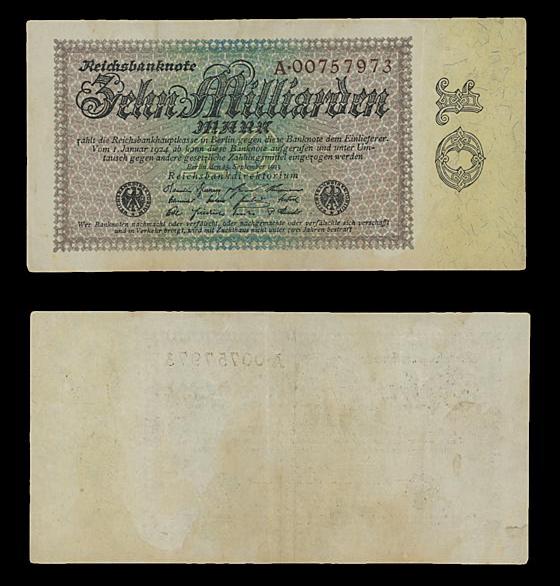 Reichsbanknote
A·00757973
Zehn Milliarden
MARK
zahlt die Reichsbankhauptkasse in Berlin gegen diese Banknote dem Einlieferer.
Vom 1. Januar 1924 ab kann diese Banknote aufgerufen und unter Um-
tausch gegen andere gesetzliche Zahlungsmittel eingezogen werden
Berlin, den 15. September 1923
Reichsbankdirektorium
Wer Banknoten nachmacht oder verfälscht, oder nachgemachte oder verfälschte sich verschafft
und in Verkehr bringt, wird mit Zuchthaus nicht unter zwei Jahren bestraft
10
M
A·00757973